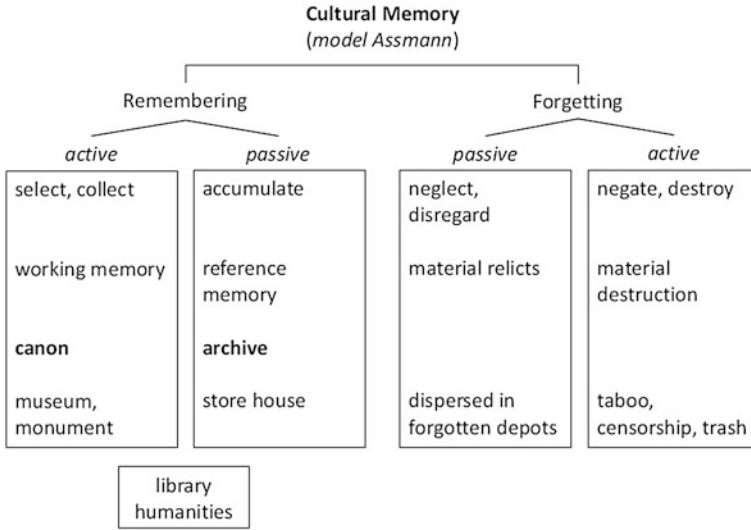 Cultural Memory
(model Assmann)
Remembering
Forgetting
active
passive
passive
active
select, collect
working memory
canon
museum,
monument
accumulate
reference
memory
archive
store house
neglect,
disregard
material relicts
dispersed in
forgotten depots
negate, destroy
material
destruction
taboo,
censorship, trash
library
humanities